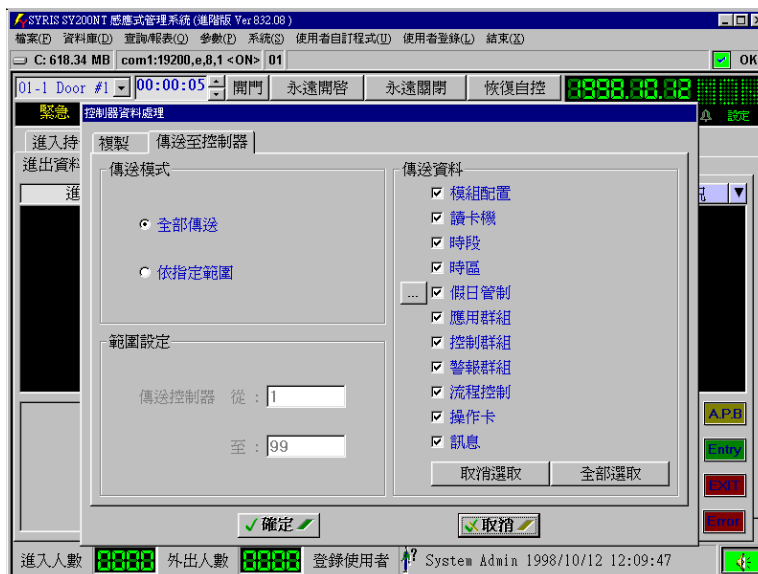 SYRIS SY200NT 感應式管理系統 (進階版 Ver 832.08 )
檔案(F) 資料庫(D) 查詢/報表(Q) 參數(P) 系統(S) 使用者自訂程式(U) 使用者登錄(L) 結束(X)
C: 618.34 MB com1:19200,e,8,1 <ON> 01 OK
01-1 Door #1 00:00:05 開門 永遠開啓 永遠關閉 恢復自控
緊急 設定
控制器資料處理
進入持 複製 傳送至控制器
進出資料
進
傳送模式
全部傳送
依指定範圍
範圍設定
傳送控制器 從 : 1
至 : 99
傳送資料
模組配置
讀卡機
時段
時區
... 假日管制
應用群組
控制群組
警報群組
流程控制
操作卡
訊息
取消選取 全部選取
確定 取消
A.P.B
Entry
EXIT
Error
進入人數 外出人數 登錄使用者 System Admin 1998/10/12 12:09:47